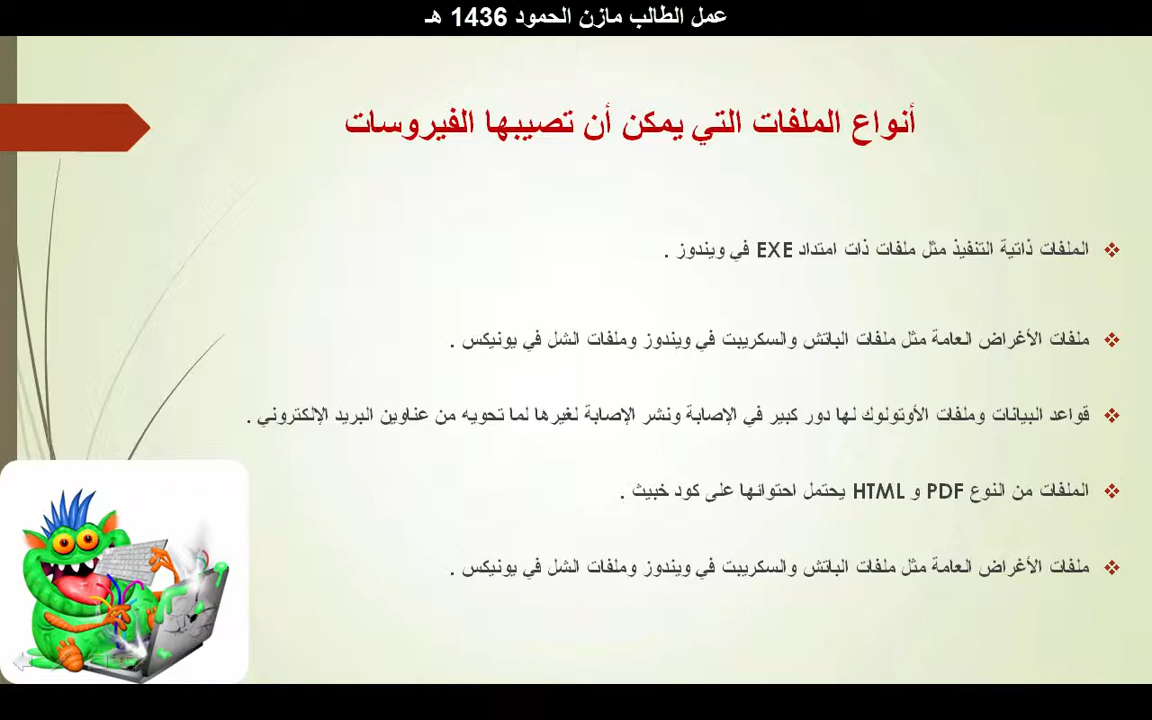 عمل الطالب مازن الحمود 1436 هـ
أنواع الملفات التي يمكن أن تصيبها الفيروسات
الملفات ذاتية التنفيذ مثل ملفات ذات امتداد EXE في ويندوز .
ملفات الأغراض العامة مثل ملفات الباتش والسكريبت في ويندوز وملفات الشل في يونيكس .
قواعد البيانات وملفات الأوتولوك لها دور كبير في الإصابة ونشر الإصابة لغيرها لما تحويه من عناوين البريد الإلكتروني .
الملفات من النوع PDF و HTML يحتمل احتوائها على كود خبيث .
ملفات الأغراض العامة مثل ملفات الباتش والسكريبت في ويندوز وملفات الشل في يونيكس .